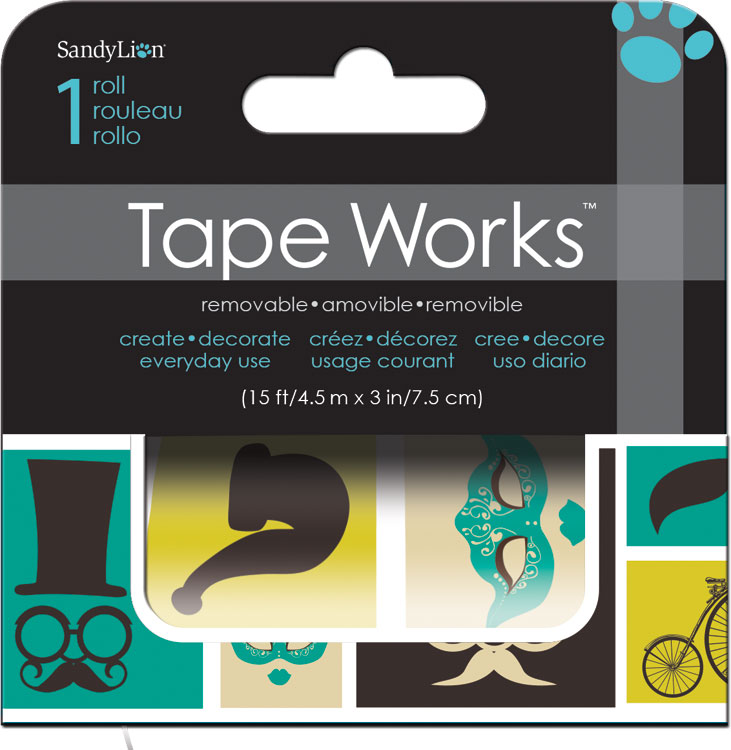 SandyLion®
1 roll
rouleau
rollo
Tape Works™
removable•amovible•removible
create•decorate créez•décorez cree•decore
everyday use usage courant uso diario
(15 ft/4.5 m x 3 in/7.5 cm)